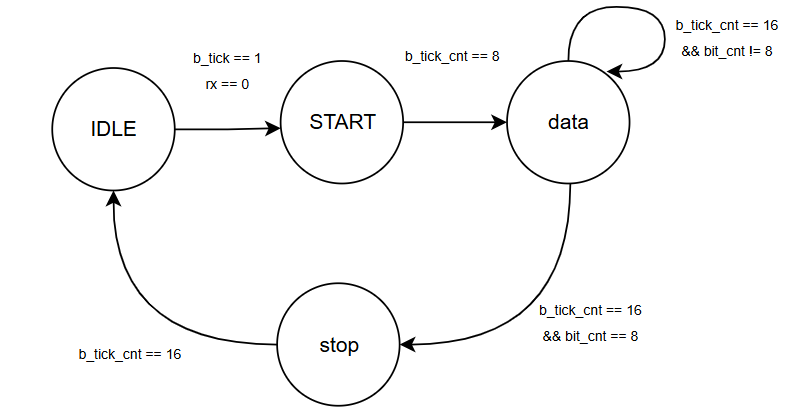 b_tick == 1
rx == 0
b_tick_cnt == 8
b_tick_cnt == 16
&& bit_cnt != 8
IDLE
START
data
b_tick_cnt == 16
&& bit_cnt == 8
stop
b_tick_cnt == 16